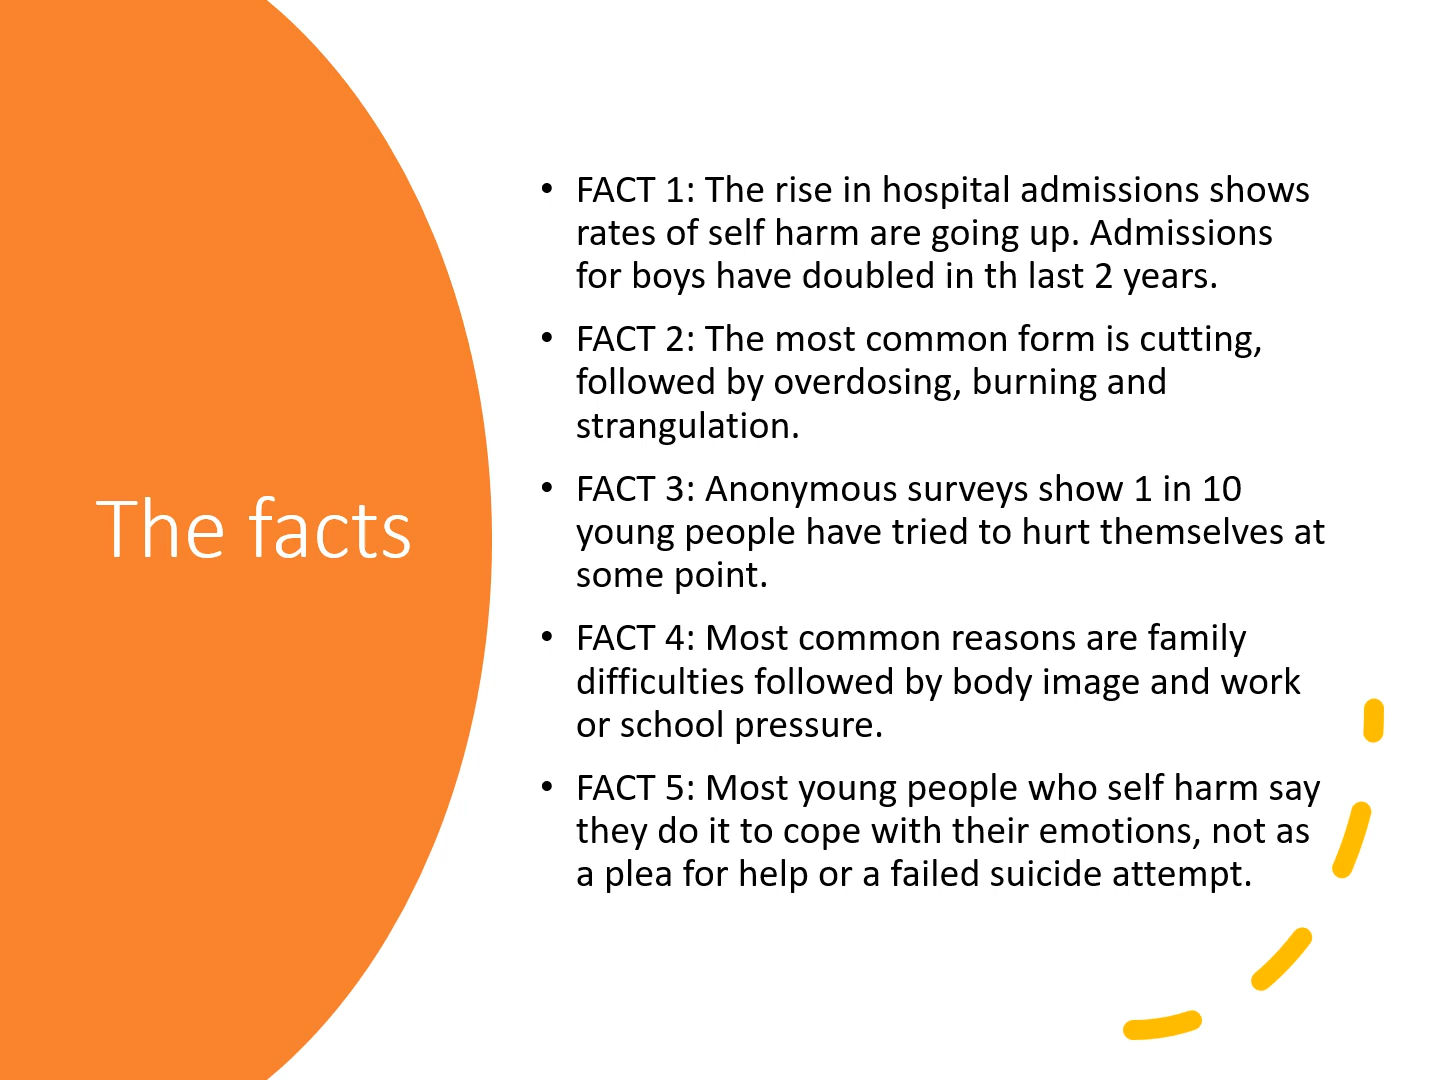 The facts
• FACT 1: The rise in hospital admissions shows
rates of self harm are going up. Admissions
for boys have doubled in th last 2 years.
• FACT 2: The most common form is cutting,
followed by overdosing, burning and
strangulation.
• FACT 3: Anonymous surveys show 1 in 10
young people have tried to hurt themselves at
some point.
• FACT 4: Most common reasons are family
difficulties followed by body image and work
or school pressure.
• FACT 5: Most young people who self harm say
they do it to cope with their emotions, not as
a plea for help or a failed suicide attempt.